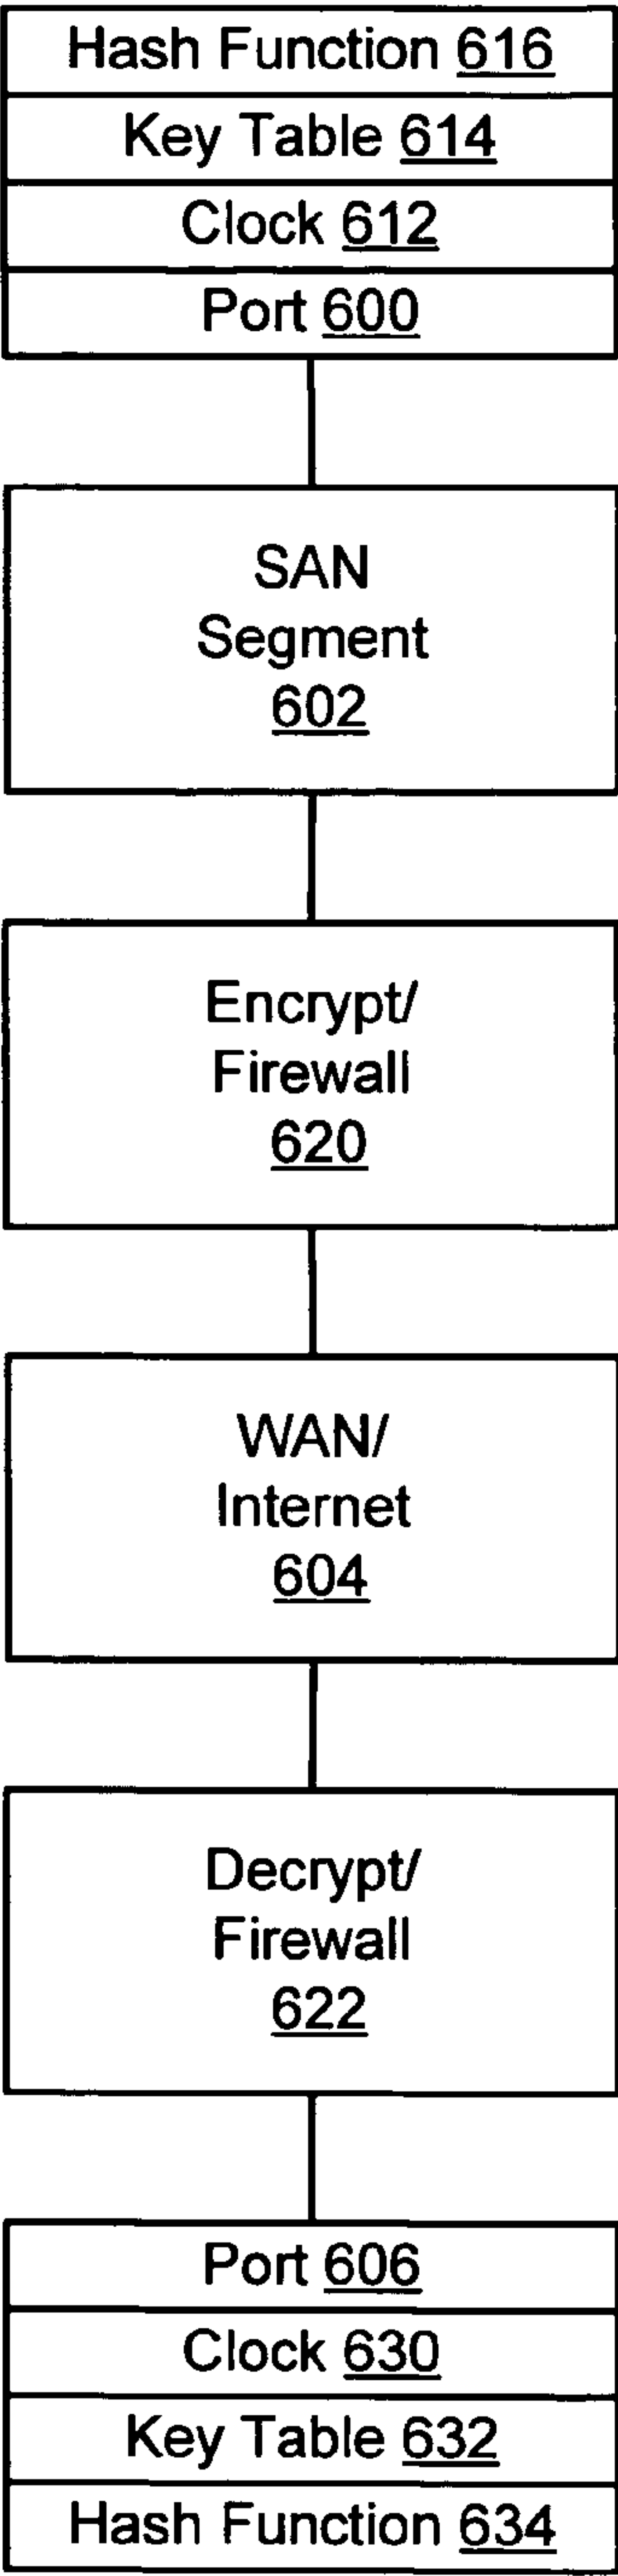 Hash Function 616
Key Table 614
Clock 612
Port 600
SAN
Segment
602
Encrypt/
Firewall
620
WAN/
Internet
604
Decrypt/
Firewall
622
Port 606
Clock 630
Key Table 632
Hash Function 634